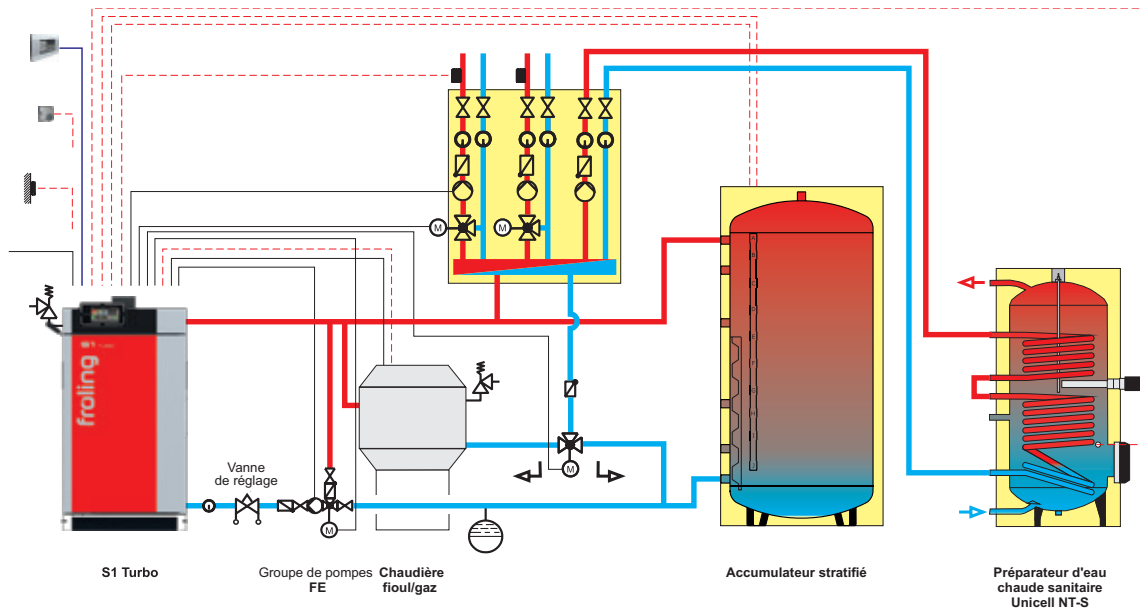 M
M
A
B
C
D
E
F
G
H
I
J
S1
froling
Vanne
de réglage
M
M
S1 Turbo
Groupe de pompes
FE
Chaudière
fioul/gaz
Accumulateur stratifié
Préparateur d'eau
chaude sanitaire
Unicell NT-S